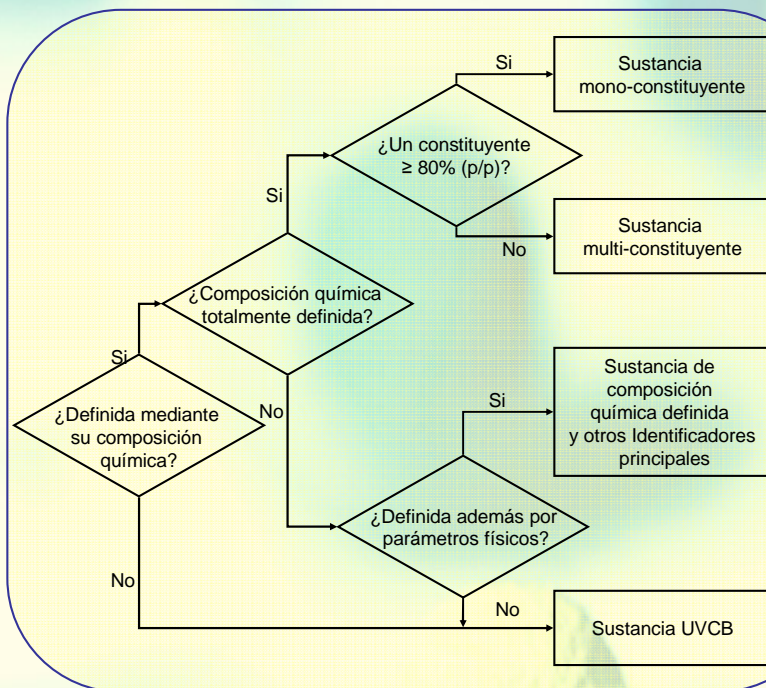 Si
Sustancia
mono-constituyente
¿Un constituyente
≥ 80% (p/p)?
Si
No
Sustancia
multi-constituyente
¿Composición química
totalmente definida?
Si
No
Si
Sustancia de
composición
química definida
y otros Identificadores
principales
¿Definida mediante
su composición
química?
¿Definida además por
parámetros físicos?
No
No
Sustancia UVCB